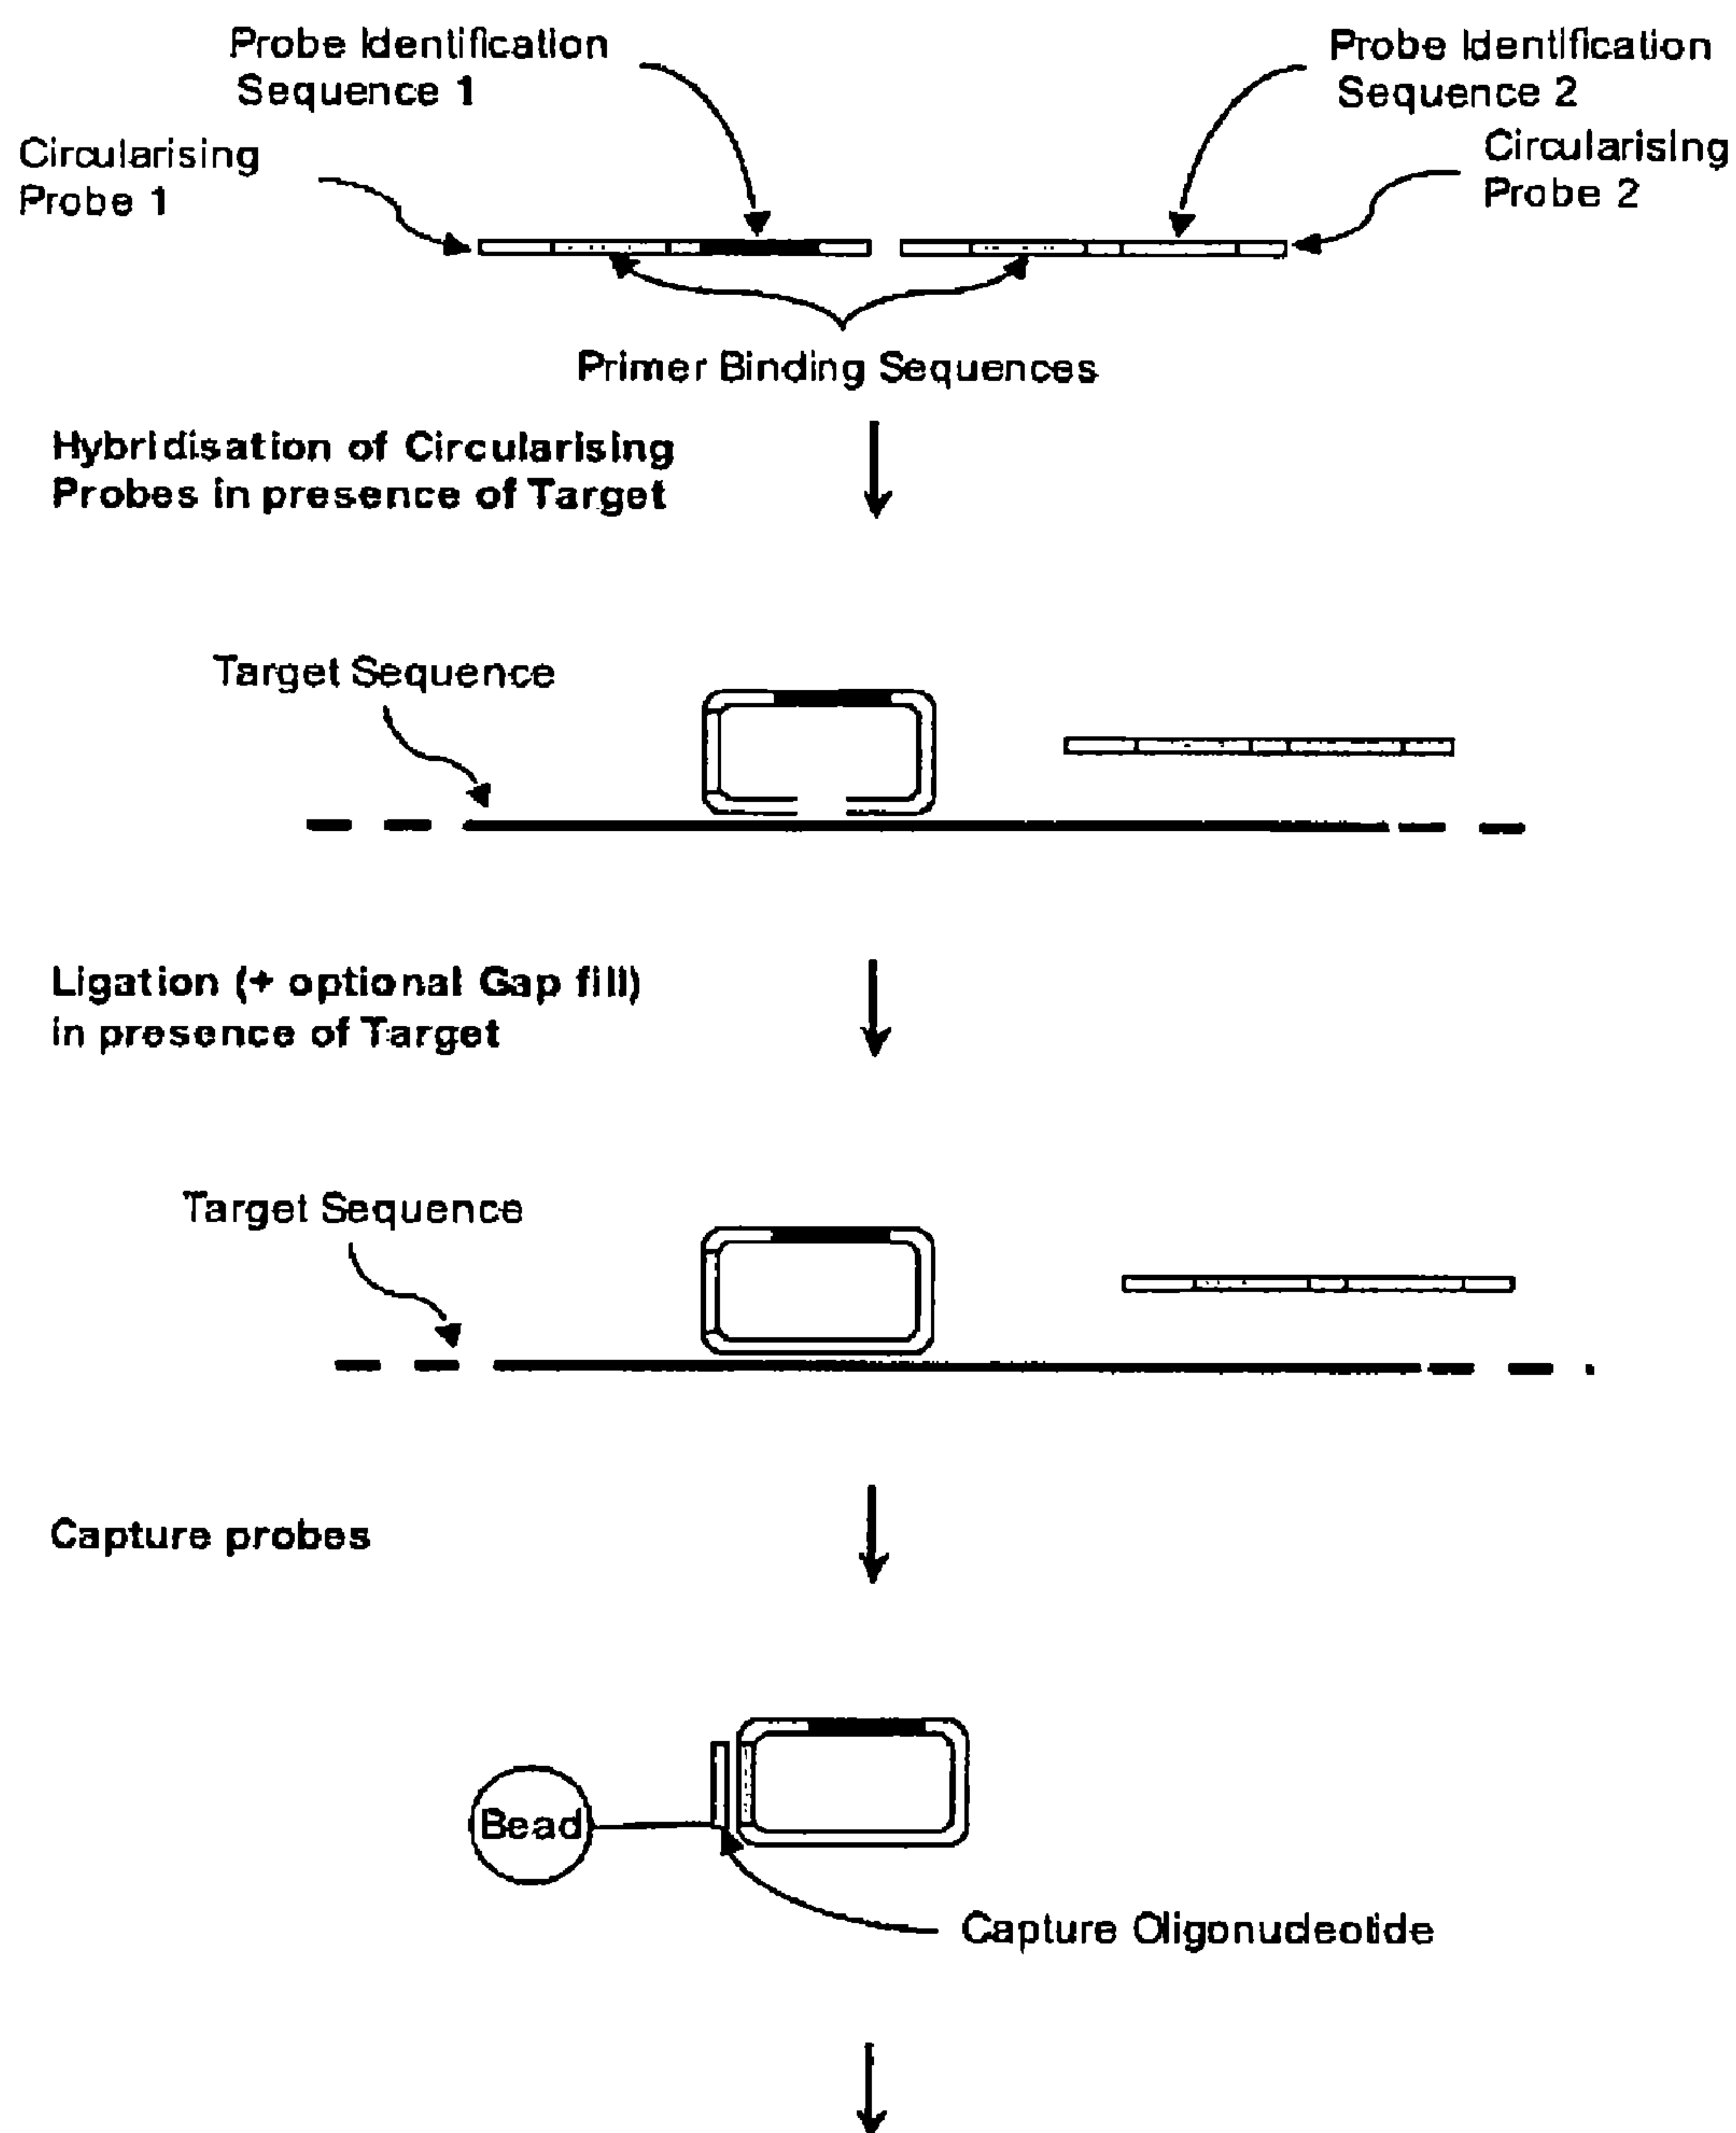 Probe Identification
Sequence 1
Probe Identification
Sequence 2
Circularising
Probe 1
Circularising
Probe 2
Primer Binding Sequences
Hybridisation of Circularising
Probes in presence of Target
Target Sequence
Ligation (+ optional Gap fill)
in presence of Target
Target Sequence
Capture probes
Bead
Capture Oligonucleotide